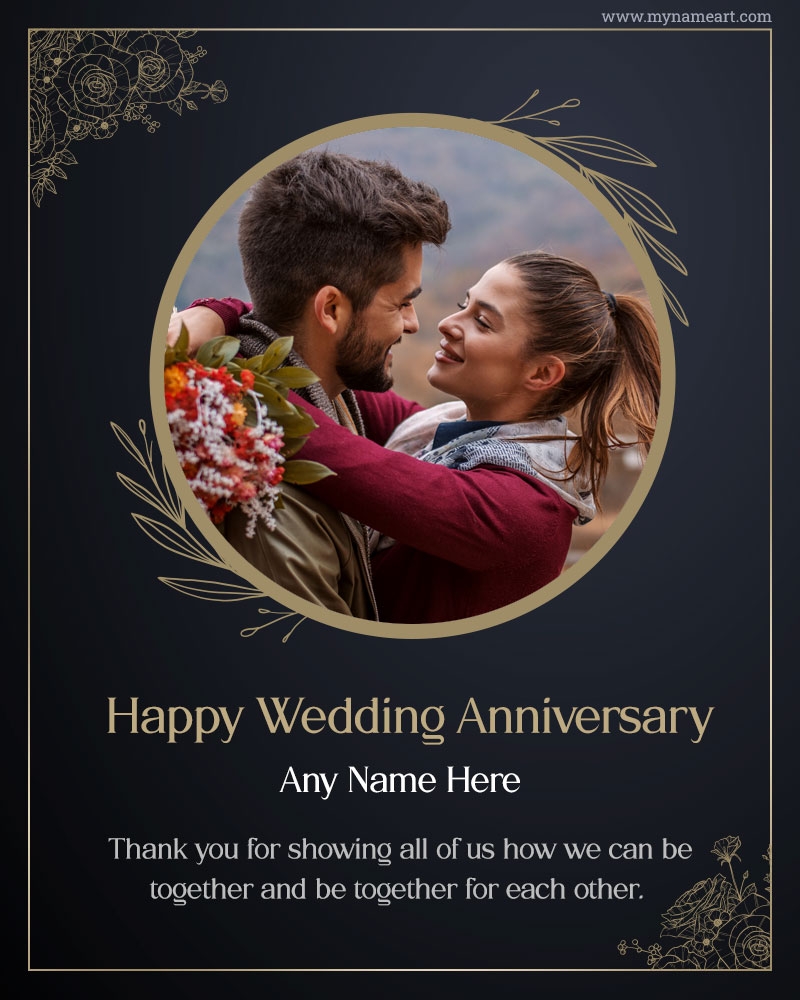 www.mynameart.com
Happy Wedding Anniversary
Any Name Here
Thank you for showing all of us how we can be
together and be together for each other.